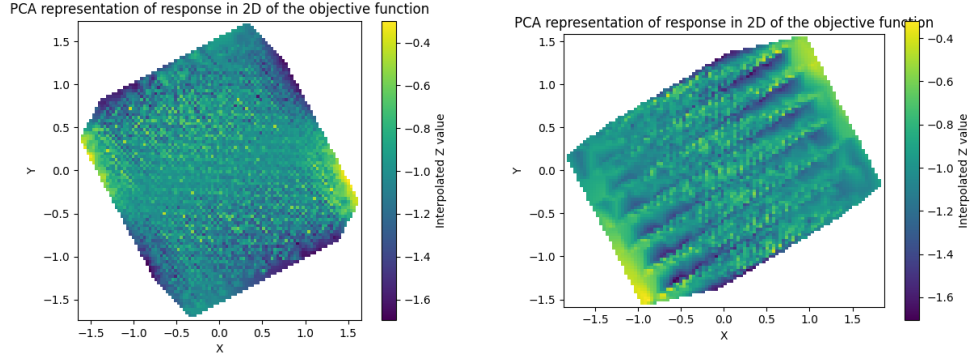 PCA representation of response in 2D of the objective function
1.5
1.0
0.5
0.0
−0.5
−1.0
−1.5
Y
−1.5 −1.0 −0.5 0.0 0.5 1.0 1.5
X
−0.4
−0.6
−0.8
−1.0
−1.2
−1.4
−1.6
Interpolated Z value
PCA representation of response in 2D of the objective function
1.5
1.0
0.5
0.0
−0.5
−1.0
−1.5
Y
−1.5 −1.0 −0.5 0.0 0.5 1.0 1.5
X
−0.4
−0.6
−0.8
−1.0
−1.2
−1.4
−1.6
Interpolated Z value